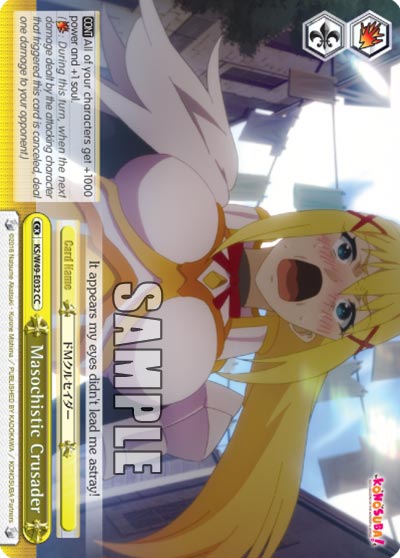 KONOSUBA!
SAMPLE
It appears my eyes didn't lead me astray!
CONT All of your characters get +1000
power and +1 soul.
( : During this turn, when the next
damage dealt by the attacking character
that triggered this card is canceled, deal
one damage to your opponent.)
Card Name
ドMクルセイダー
KS/W49-E032 CC
Masochistic Crusader
©2016 Natsume Akatsuki・Kurone Mishima / PUBLISHED BY KADOKAWA / KONOSUBA Partners